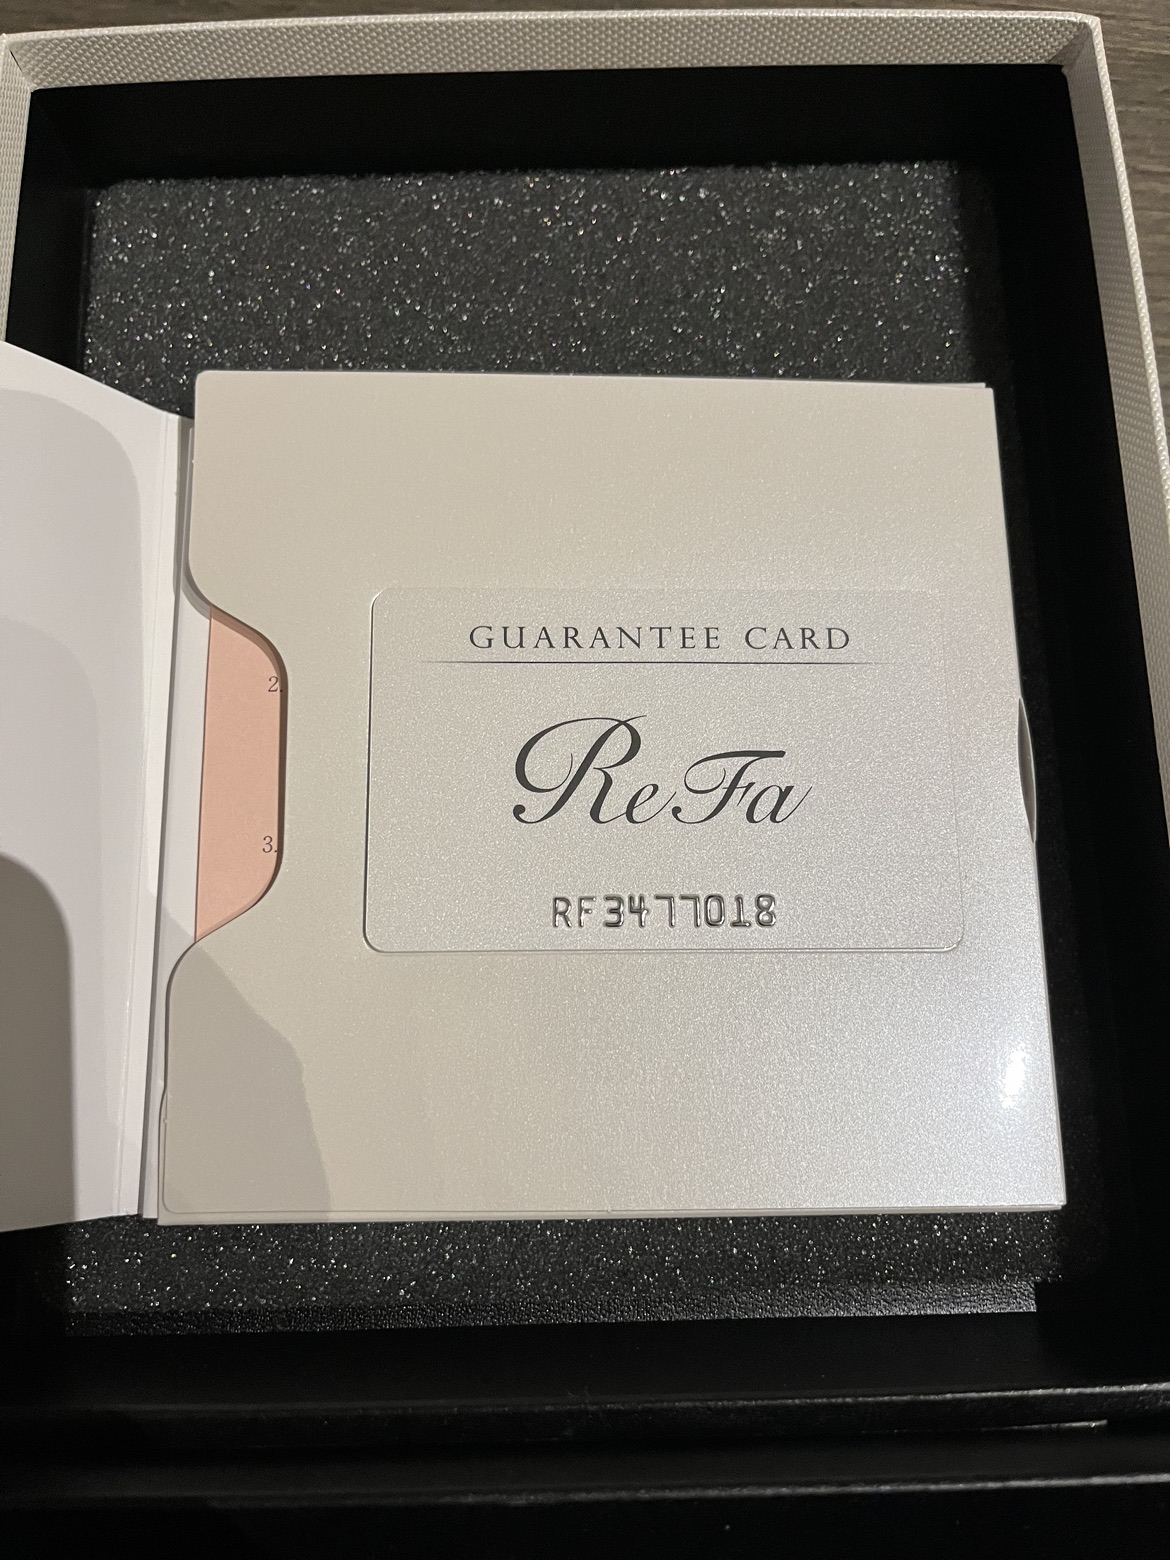 GUARANTEE CARD
ReFa
RF3477018
2.
3.